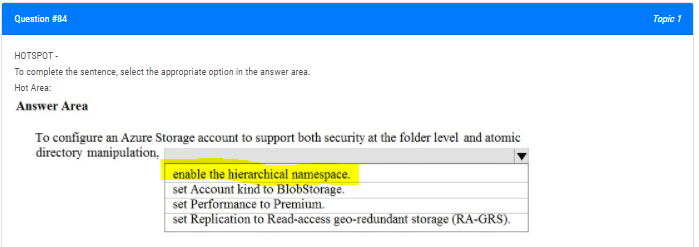 Question #84
Topic 1
HOTSPOT -
To complete the sentence, select the appropriate option in the answer area.
Hot Area:
Answer Area
To configure an Azure Storage account to support both security at the folder level and atomic
directory manipulation,
enable the hierarchical namespace.
set Account kind to BlobStorage.
set Performance to Premium.
set Replication to Read-access geo-redundant storage (RA-GRS).